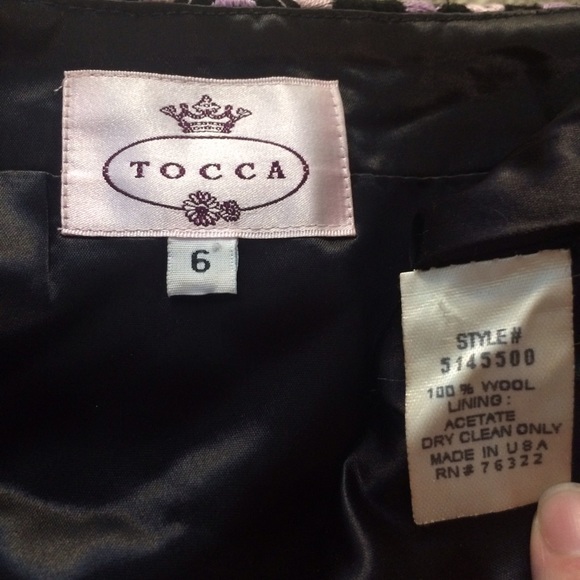 TOCCA
6
STYLE#
5145500
100% WOOL
LINING:
ACETATE
DRY CLEAN ONLY
MADE IN USA
RN# 76322